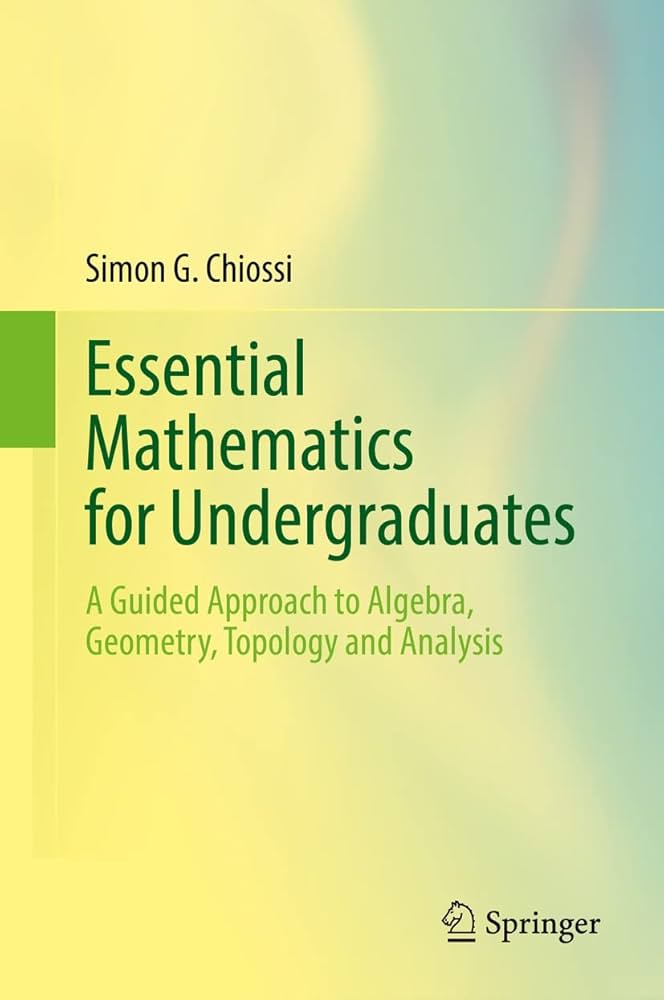 Simon G. Chiossi
Essential
Mathematics
for Undergraduates
A Guided Approach to Algebra,
Geometry, Topology and Analysis
Springer